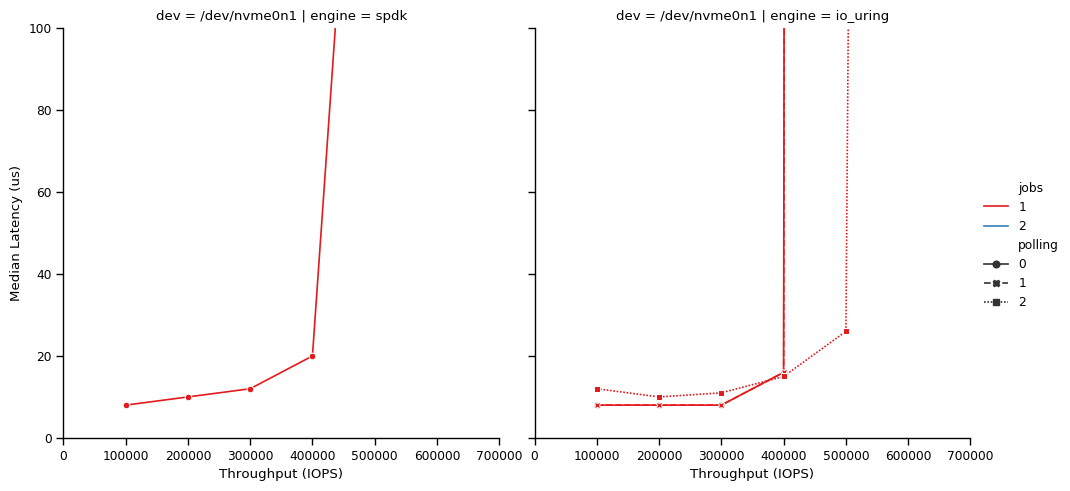 dev = /dev/nvme0n1 | engine = spdk
dev = /dev/nvme0n1 | engine = io_uring
Median Latency (us)
100
80
60
40
20
0
0 100000 200000 300000 400000 500000 600000 700000
0 100000 200000 300000 400000 500000 600000 700000
Throughput (IOPS)
Throughput (IOPS)
jobs
1
2
polling
0
1
2